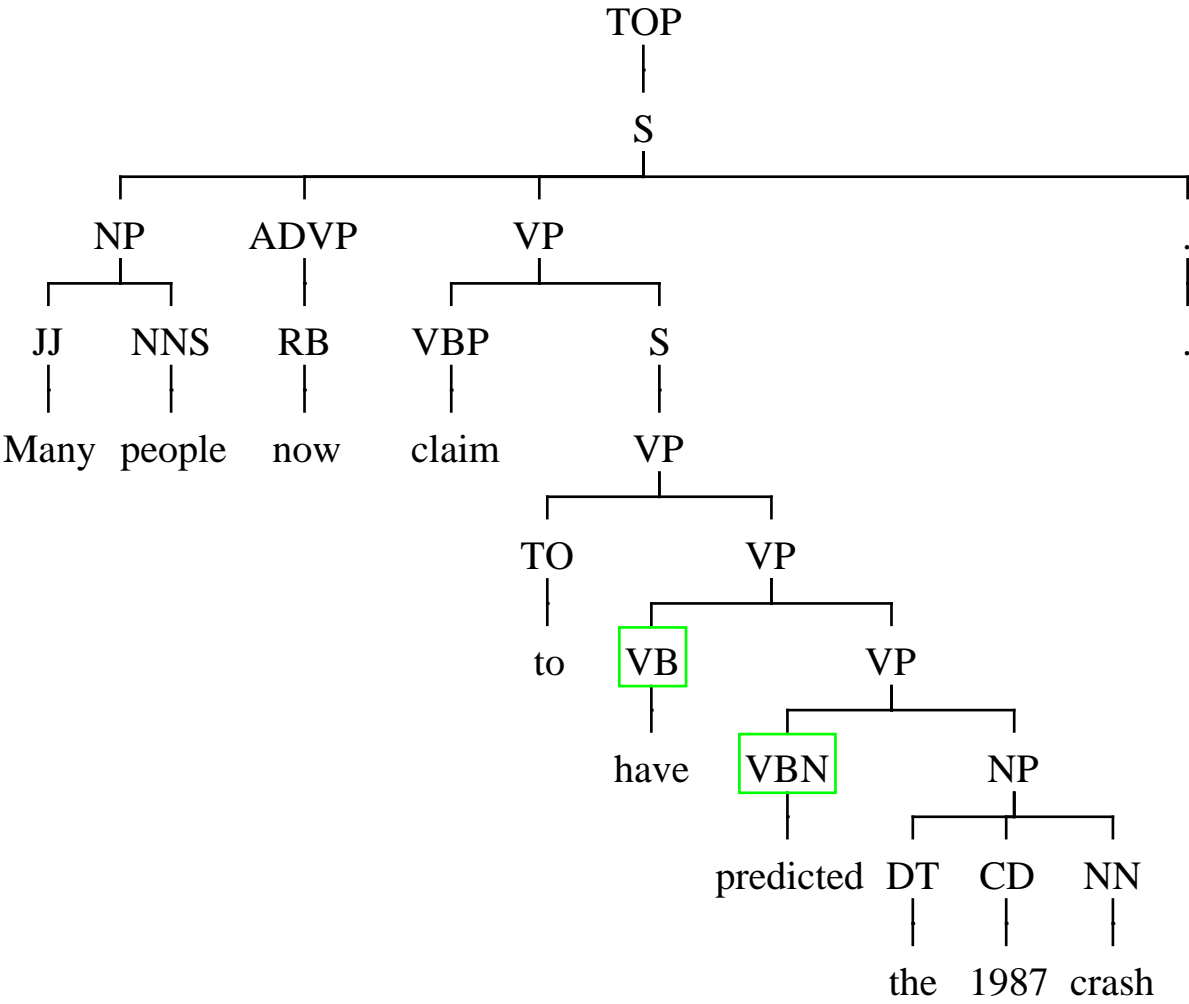 TOP
S
NP ADVP VP .
JJ NNS RB VBP S .
Many people now claim VP
TO VP
to VB VP
have VBN NP
predicted DT CD NN
the 1987 crash